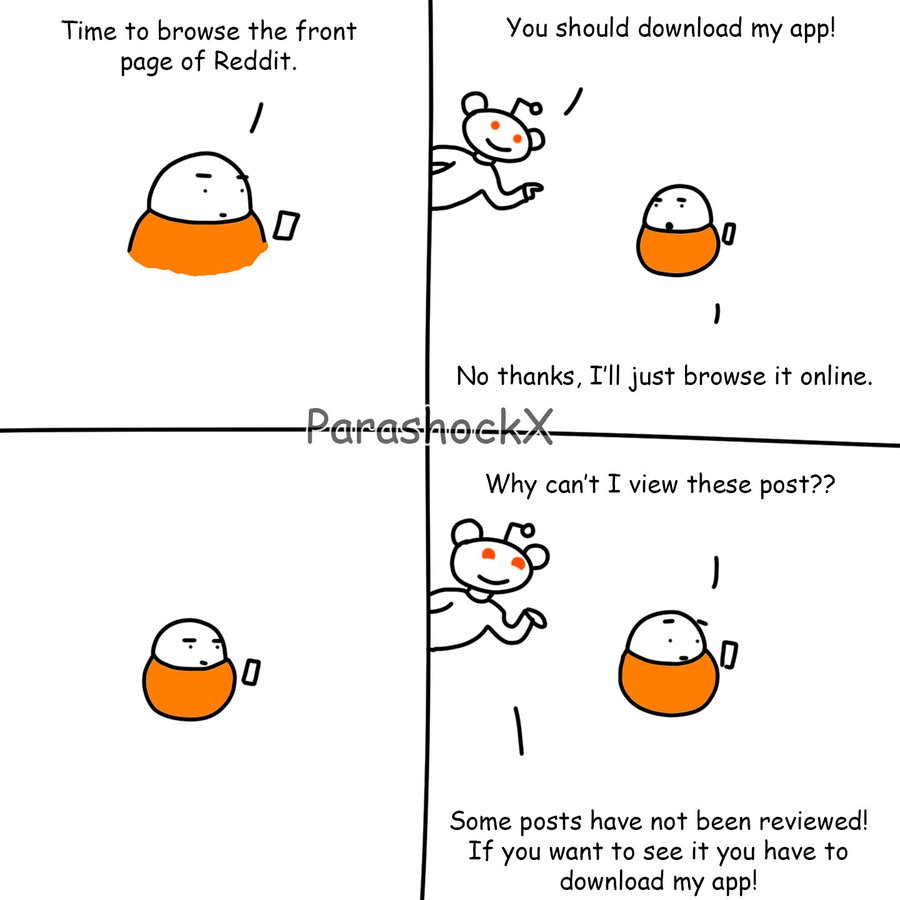 Time to browse the front
page of Reddit.
You should download my app!
No thanks, I'll just browse it online.
ParashockX
Why can't I view these post??
Some posts have not been reviewed!
If you want to see it you have to
download my app!